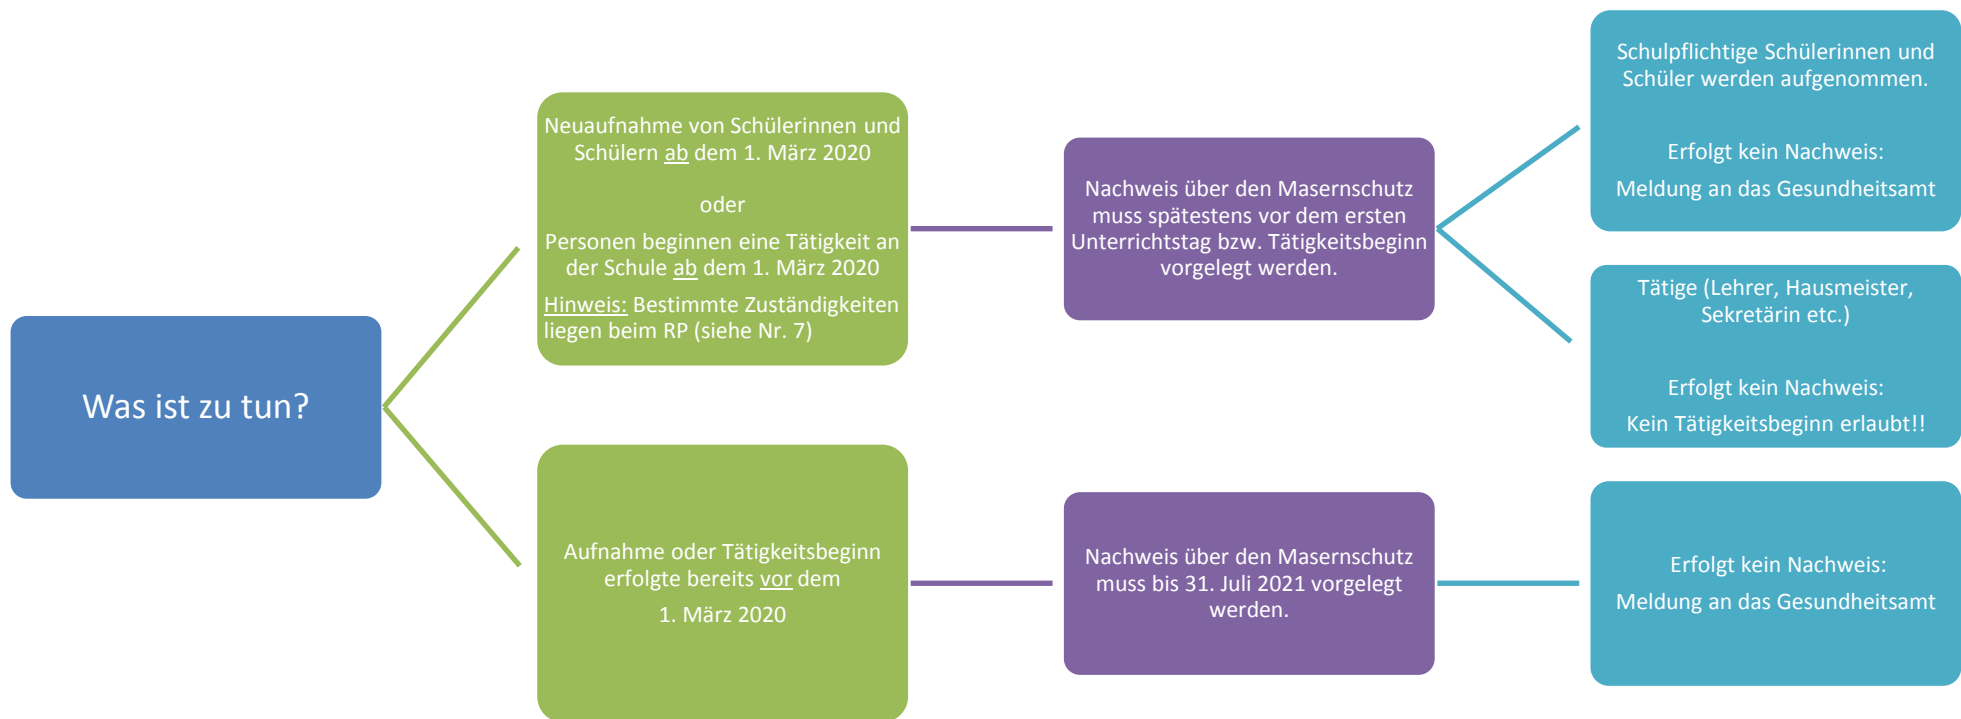 Was ist zu tun?
Neuaufnahme von Schülerinnen und
Schülern ab dem 1. März 2020
oder
Personen beginnen eine Tätigkeit an
der Schule ab dem 1. März 2020
Hinweis: Bestimmte Zuständigkeiten
liegen beim RP (siehe Nr. 7)
Nachweis über den Masernschutz
muss spätestens vor dem ersten
Unterrichtstag bzw. Tätigkeitsbeginn
vorgelegt werden.
Schulpflichtige Schülerinnen und
Schüler werden aufgenommen.
Erfolgt kein Nachweis:
Meldung an das Gesundheitsamt
Tätige (Lehrer, Hausmeister,
Sekretärin etc.)
Erfolgt kein Nachweis:
Kein Tätigkeitsbeginn erlaubt!!
Aufnahme oder Tätigkeitsbeginn
erfolgte bereits vor dem
1. März 2020
Nachweis über den Masernschutz
muss bis 31. Juli 2021 vorgelegt
werden.
Erfolgt kein Nachweis:
Meldung an das Gesundheitsamt